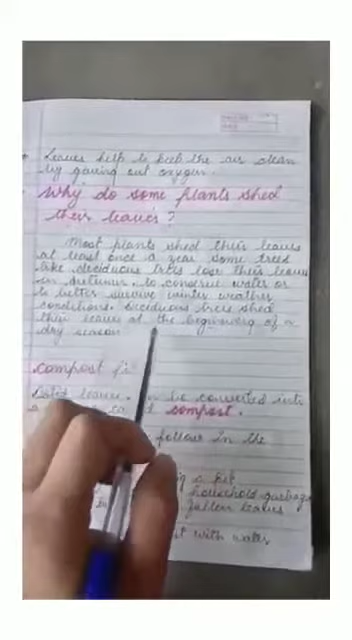 Leaves help to keep the air clean
by giving out oxygen.
Why do some plants shed
their leaves?
Most plants shed their leaves
at least once a year some trees
like deciduous trees lose their leaves
in autumn to conserve water or
to better survive winter weather
conditions. Deciduous trees shed
their leaves at the beginning of a
dry season
Compost
be converted into
compost.
follow in the
a pit
household garbage
fallen leaves
it with water